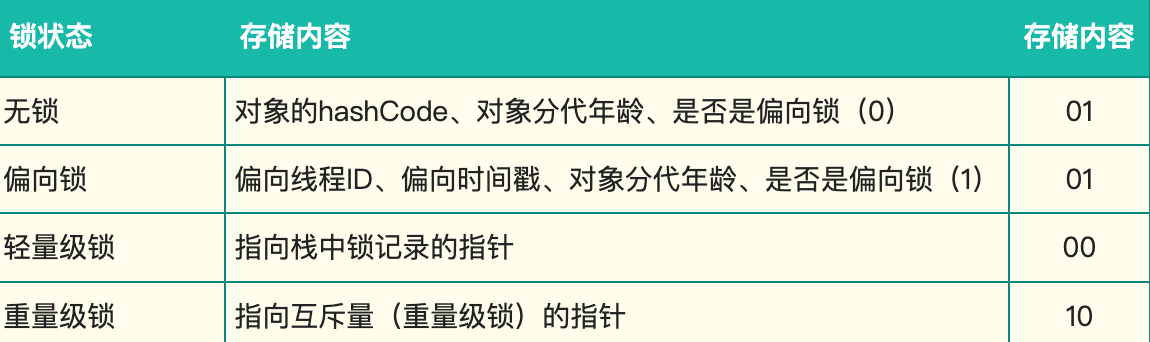 锁状态 存储内容 存储内容
无锁 对象的hashCode、对象分代年龄、是否是偏向锁（0） 01
偏向锁 偏向线程ID、偏向时间戳、对象分代年龄、是否是偏向锁（1） 01
轻量级锁 指向栈中锁记录的指针 00
重量级锁 指向互斥量（重量级锁）的指针 10